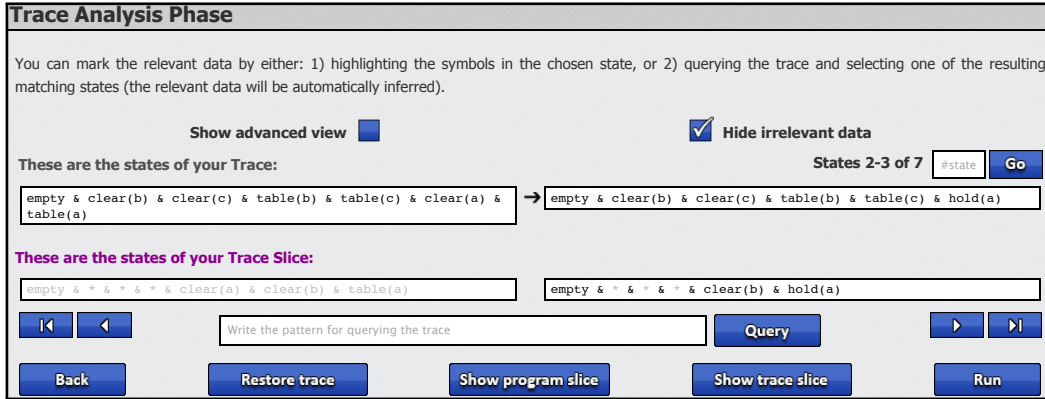 Trace Analysis Phase
You can mark the relevant data by either: 1) highlighting the symbols in the chosen state, or 2) querying the trace and selecting one of the resulting
matching states (the relevant data will be automatically inferred).
Show advanced view
Hide irrelevant data
These are the states of your Trace:
States 2-3 of 7
#state
Go
empty & clear(b) & clear(c) & table(b) & table(c) & clear(a) &
table(a)
➔
empty & clear(b) & clear(c) & table(b) & table(c) & hold(a)
These are the states of your Trace Slice:
empty & * & * & * & clear(a) & clear(b) & table(a)
empty & * & * & * & clear(b) & hold(a)
Write the pattern for querying the trace
Query
Back
Restore trace
Show program slice
Show trace slice
Run